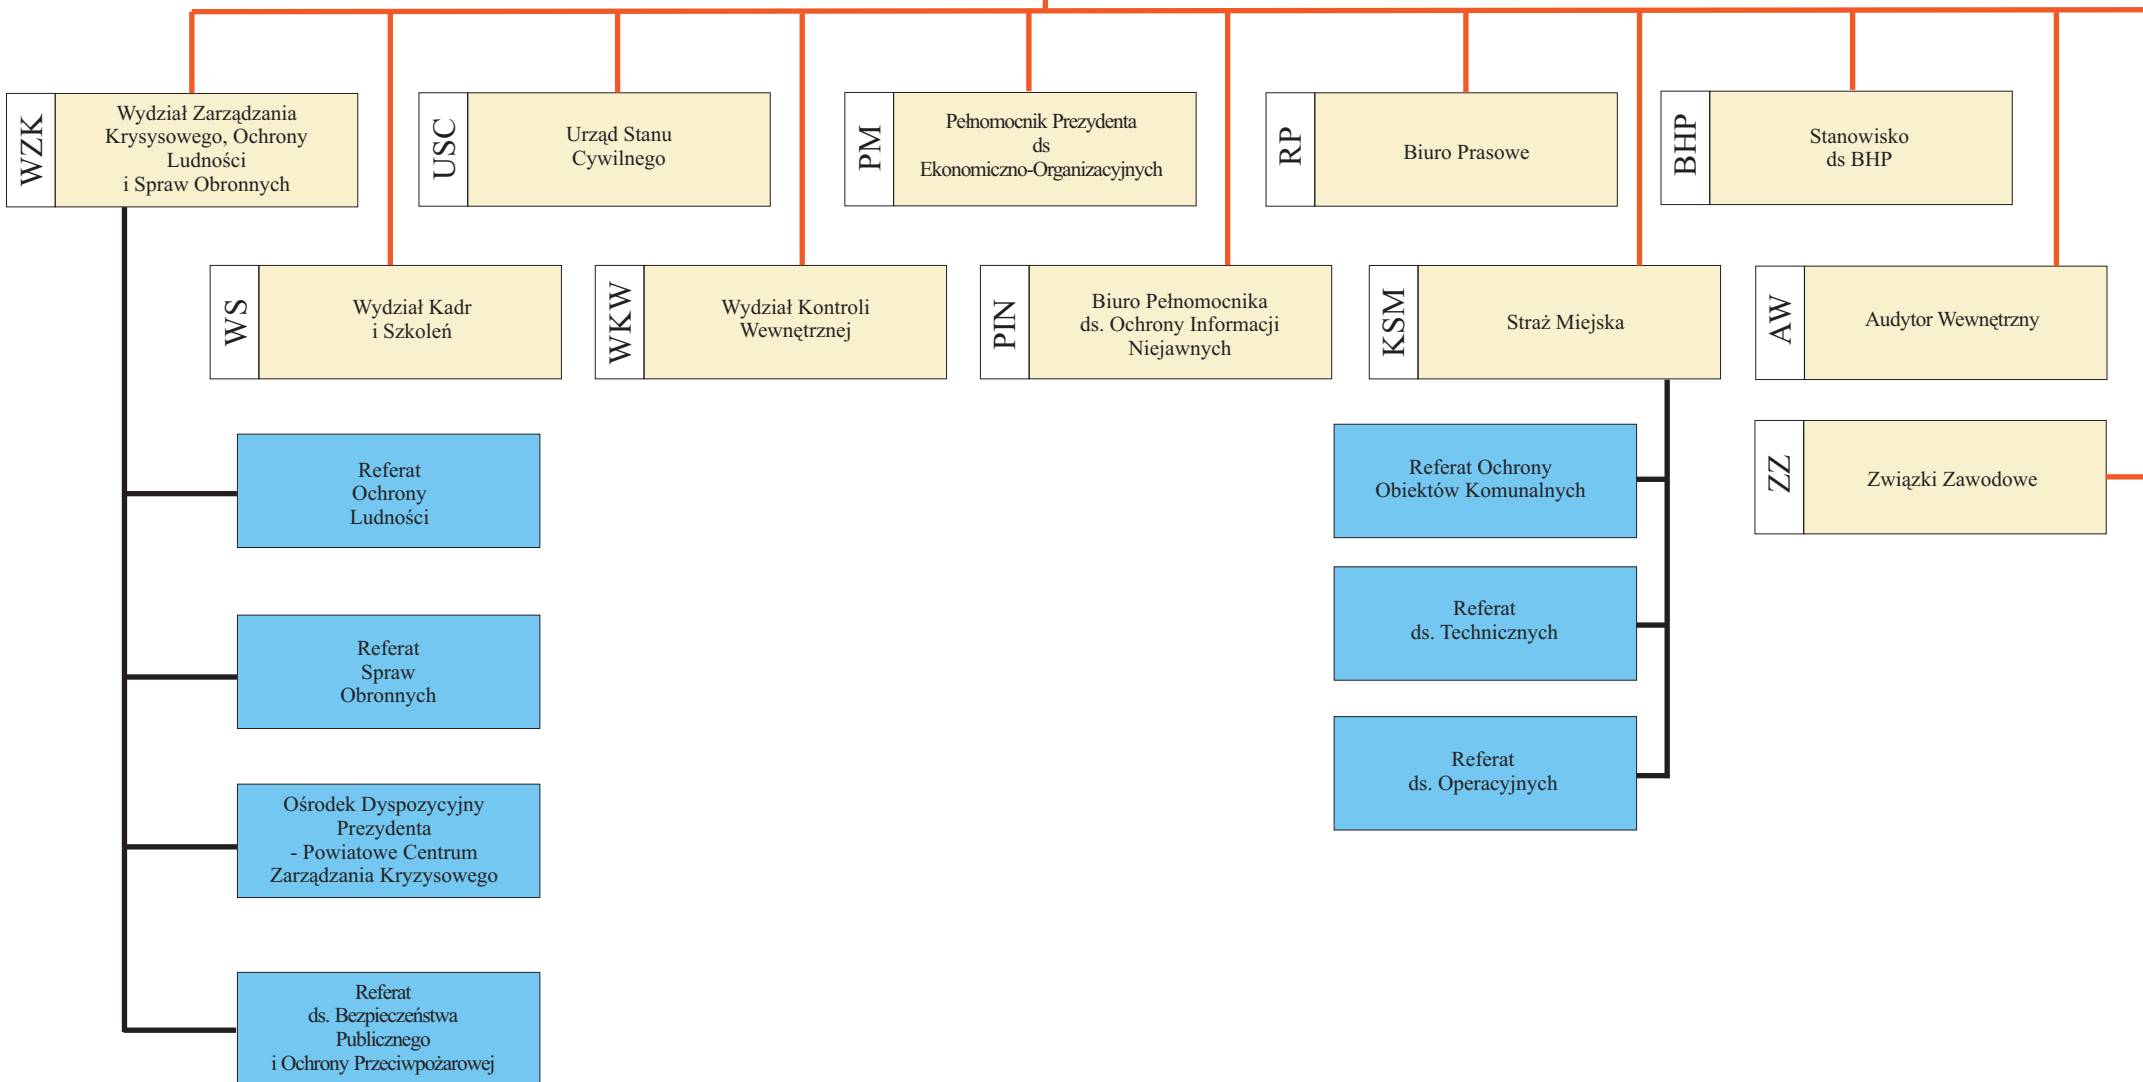 WZK
Wydział Zarządzania
Krysysowego, Ochrony
Ludności
i Spraw Obronnych
USC
Urząd Stanu
Cywilnego
PM
Pełnomocnik Prezydenta
ds
Ekonomiczno-Organizacyjnych
RP
Biuro Prasowe
BHP
Stanowisko
ds BHP
WS
Wydział Kadr
i Szkoleń
WKW
Wydział Kontroli
Wewnętrznej
PIN
Biuro Pełnomocnika
ds. Ochrony Informacji
Niejawnych
KSM
Straż Miejska
AW
Audytor Wewnętrzny
ZZ
Związki Zawodowe
Referat
Ochrony
Ludności
Referat
Spraw
Obronnych
Ośrodek Dyspozycyjny
Prezydenta
- Powiatowe Centrum
Zarządzania Kryzysowego
Referat
ds. Bezpieczeństwa
Publicznego
i Ochrony Przeciwpożarowej
Referat Ochrony
Obiektów Komunalnych
Referat
ds. Technicznych
Referat
ds. Operacyjnych